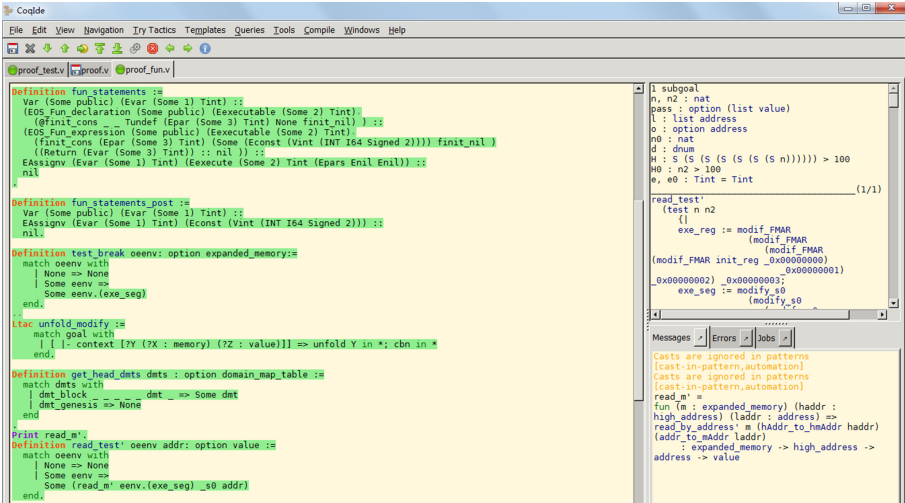 CoqIde
File Edit View Navigation Try Tactics Templates Queries Tools Compile Windows Help
proof_test.v proof.v proof_fun.v
Definition fun_statements :=
Var (Some public) (Evar (Some 1) Tint) ::
(EOS_Fun_declaration (Some public) (Eexecutable (Some 2) Tint)
(@finit_cons _ _ Tundef (Epar (Some 3) Tint) None finit_nil) ) ::
(EOS_Fun_expression (Some public) (Eexecutable (Some 2) Tint)
(finit_cons (Epar (Some 3) Tint) (Some (Econst (Vint (INT I64 Signed 2)))) finit_nil )
((Return (Evar (Some 3) Tint)) :: nil )) ::
EAssignv (Evar (Some 1) Tint) (Eexecute (Some 2) Tint (Epars Enil Enil)) ::
nil
.
Definition fun_statements_post :=
Var (Some public) (Evar (Some 1) Tint) ::
EAssignv (Evar (Some 1) Tint) (Econst (Vint (INT I64 Signed 2))) ::
nil.
Definition test_break oeenv: option expanded_memory:=
match oeenv with
| None => None
| Some eenv =>
Some eenv.(exe_seg)
end.
Ltac unfold_modify :=
match goal with
| [ |- context [?Y (?X : memory) (?Z : value)]] => unfold Y in *; cbn in *
end.
Definition get_head_dmts dmts : option domain_map_table :=
match dmts with
| dmt_block _ _ _ _ _ dmt _ => Some dmt
| dmt_genesis => None
end
.
Print read_m'.
Definition read_test' oeenv addr: option value :=
match oeenv with
| None => None
| Some eenv =>
Some (read_m' eenv.(exe_seg) _s0 addr)
end.
1 subgoal
n, n2 : nat
pass : option (list value)
l : list address
o : option address
n0 : nat
d : dnum
H : S (S (S (S (S (S (S n)))))) > 100
H0 : n2 > 100
e, e0 : Tint = Tint
(1/1)
read_test'
(test n n2
{|
exe_reg := modif_FMAR
(modif_FMAR
(modif_FMAR
(modif_FMAR init_reg _0x00000000)
_0x00000001)
_0x00000002) _0x00000003;
exe_seg := modify_s0
(modify_s0
Messages Errors Jobs
Casts are ignored in patterns
[cast-in-pattern,automation]
Casts are ignored in patterns
[cast-in-pattern,automation]
read_m' =
fun (m : expanded_memory) (haddr :
high_address) (laddr : address) =>
read_by_address' m (hAddr_to_hmAddr haddr)
(addr_to_mAddr laddr)
: expanded_memory -> high_address ->
address -> value